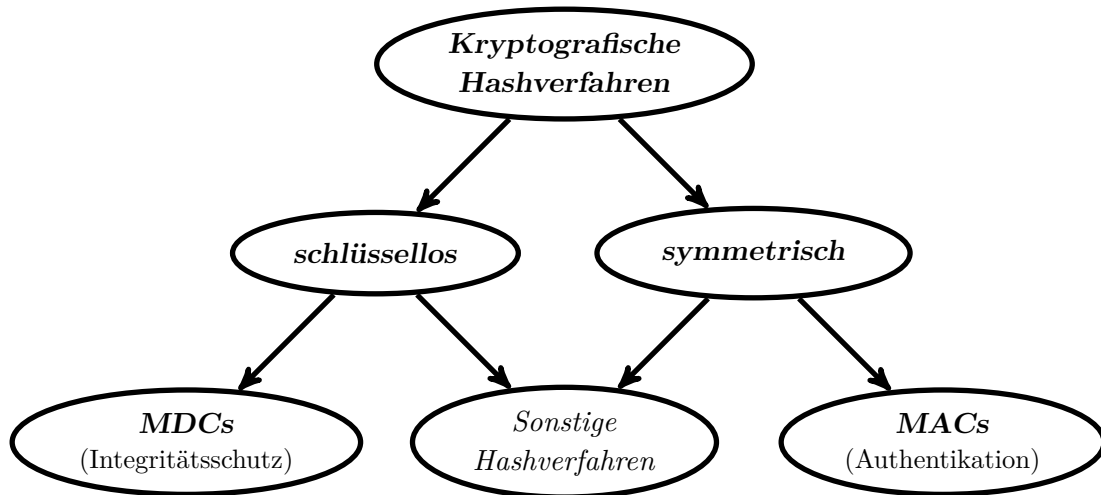 Kryptografische
Hashverfahren
schlüssellos
symmetrisch
MDCs
(Integritätsschutz)
Sonstige
Hashverfahren
MACs
(Authentikation)